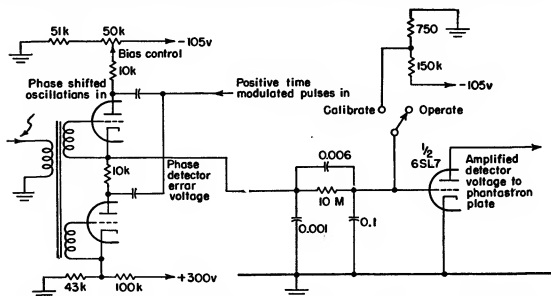 51k
50k
-105v
Bias control
10k
Phase shifted
oscillations in
Positive time
modulated pulses in
10k
Phase
detector
error
voltage
43k
100k
+300v
750
150k
-105v
Calibrate
Operate
0.006
10 M
0.001
0.1
1/2
6SL7
Amplified
detector
voltage to
phantastron
plate